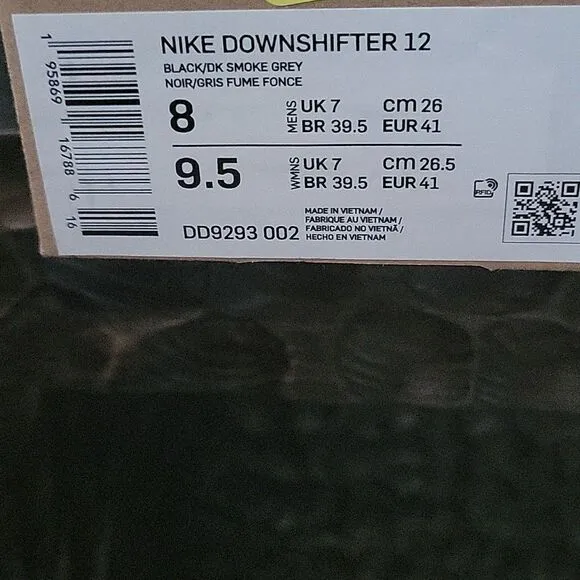 NIKE DOWNSHIFTER 12
BLACK/DK SMOKE GREY
NOIR/GRIS FUME FONCE
8 MENS UK 7 cm 26
BR 39.5 EUR 41
9.5 WMNS UK 7 cm 26.5
BR 39.5 EUR 41
RFID
DD9293 002
MADE IN VIETNAM /
FABRIQUE AU VIETNAM /
FABRICADO NO VIETNÃ /
HECHO EN VIETNAM
1 95869 16788 6 16